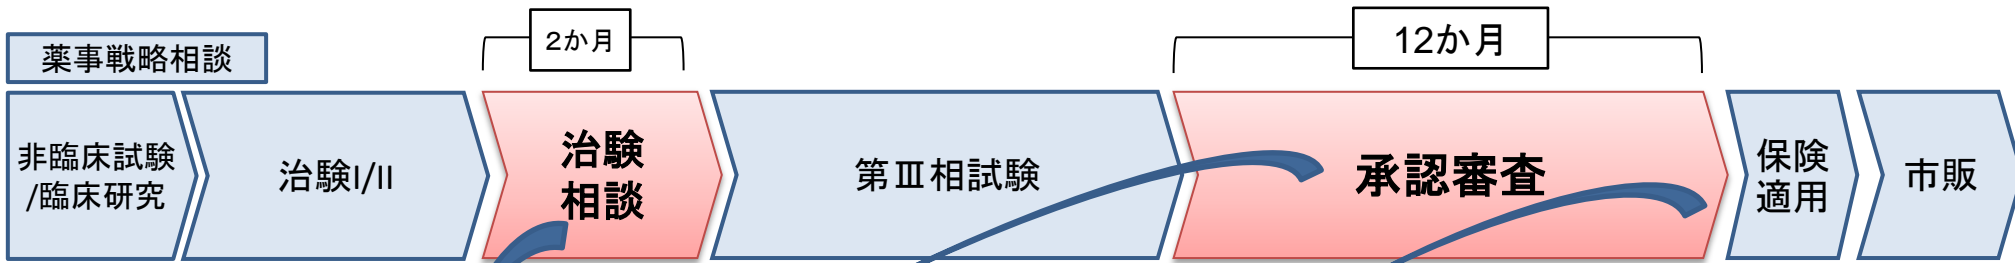 薬事戦略相談
2か月
12か月
非臨床試験
/臨床研究
治験I/II
治験
相談
第Ⅲ相試験
承認審査
保険
適用
市販